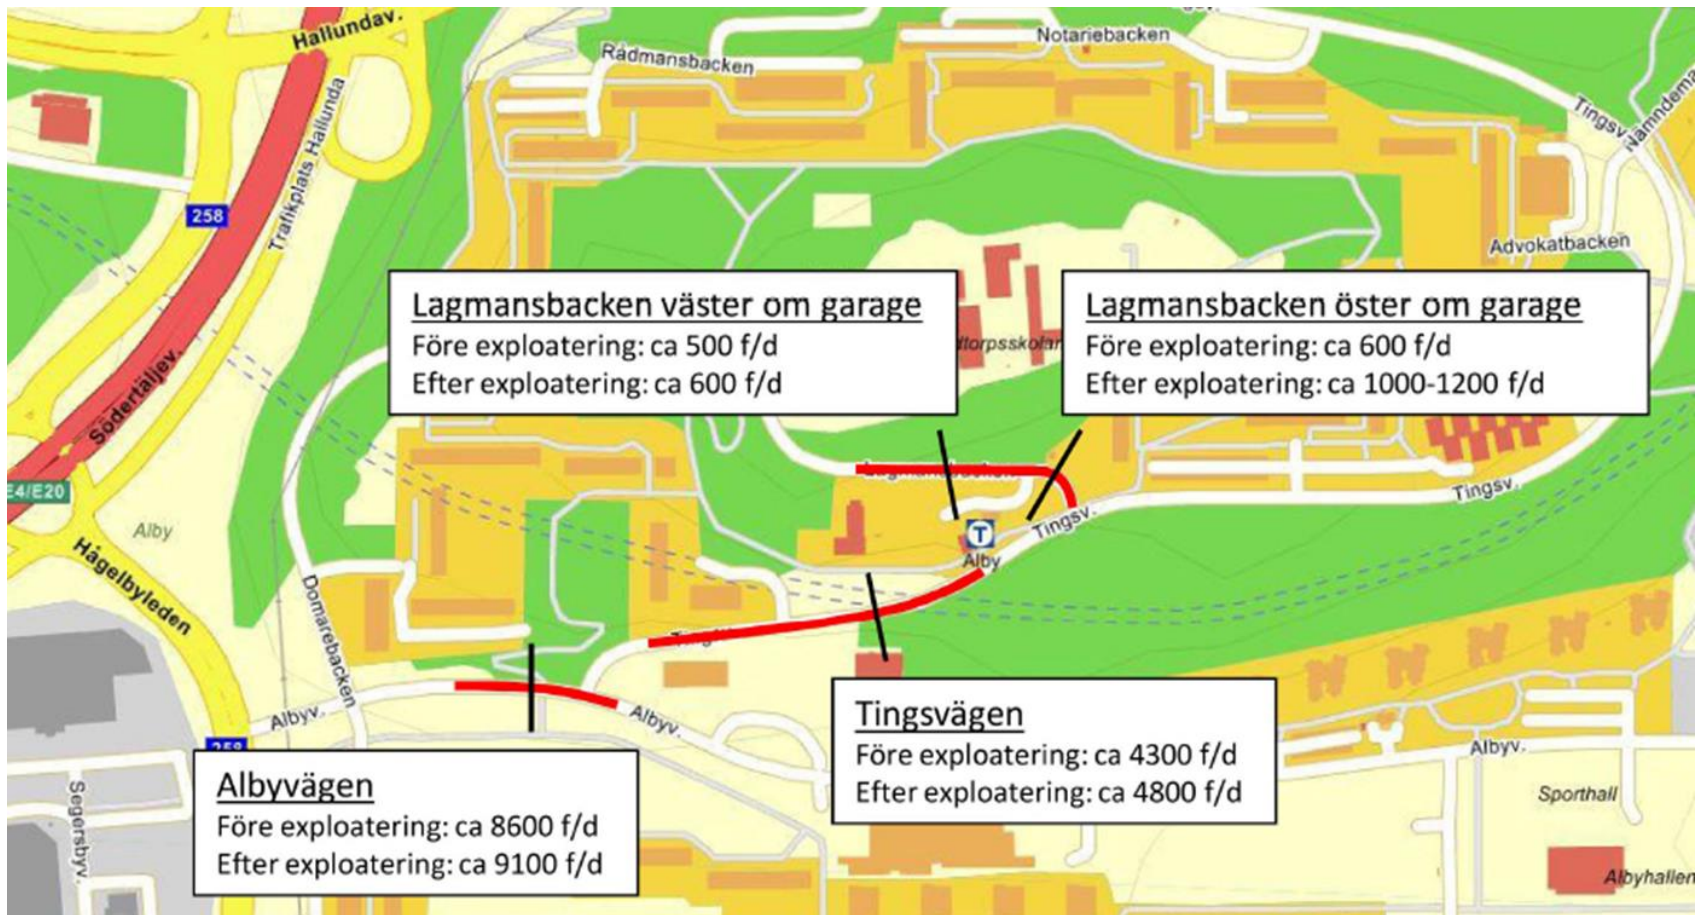 Hallundav.
Rådmansbacken
Notariebacken
Tingsv.
Nämndema
Trafikplats Hallunda
258
Advokatbacken
Lagmansbacken väster om garage
Före exploatering: ca 500 f/d
Efter exploatering: ca 600 f/d
Lagmansbacken öster om garage
Före exploatering: ca 600 f/d
Efter exploatering: ca 1000-1200 f/d
dtorpsskolan
Södertäljev.
E4/E20
Alby
Hågelbyleden
Domarebacken
Lagmansbacken
T
Alby
Tingsv.
Tingsv.
Albyv.
Albyv.
258
Albyvägen
Före exploatering: ca 8600 f/d
Efter exploatering: ca 9100 f/d
Tingsvägen
Före exploatering: ca 4300 f/d
Efter exploatering: ca 4800 f/d
Albyv.
Segersbyv.
Sporthall
Albyhallen